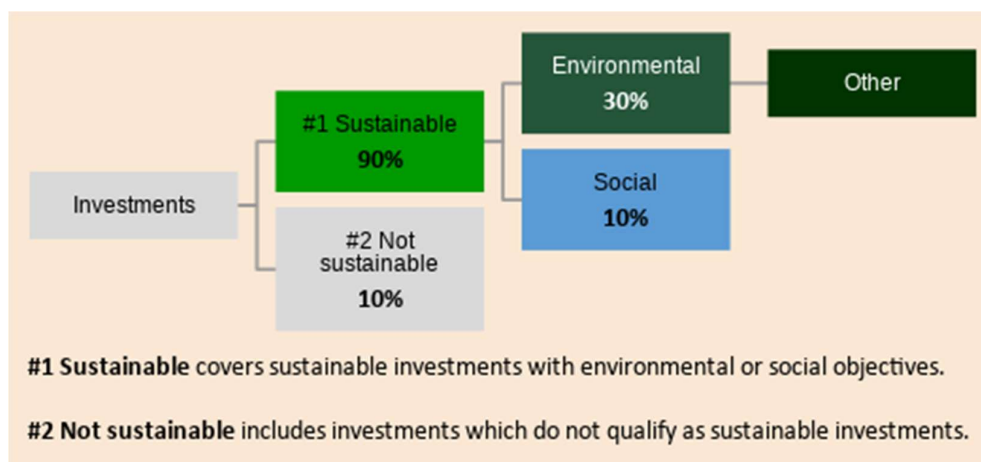 Investments
#1 Sustainable
90%
#2 Not
sustainable
10%
Environmental
30%
Social
10%
Other
#1 Sustainable covers sustainable investments with environmental or social objectives.
#2 Not sustainable includes investments which do not qualify as sustainable investments.